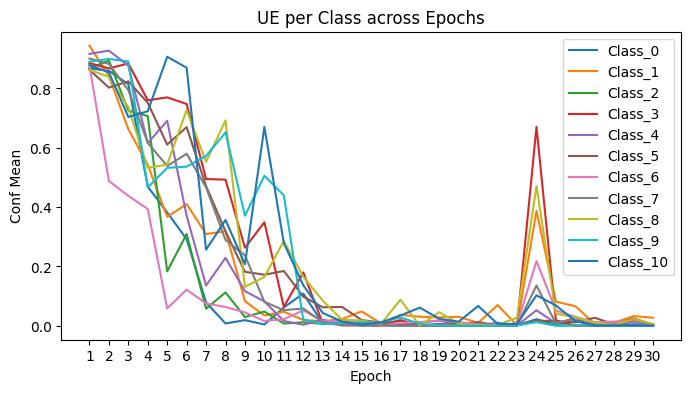 UE per Class across Epochs
Conf Mean
0.8
0.6
0.4
0.2
0.0
Class_0
Class_1
Class_2
Class_3
Class_4
Class_5
Class_6
Class_7
Class_8
Class_9
Class_10
1 2 3 4 5 6 7 8 9 10 11 12 13 14 15 16 17 18 19 20 21 22 23 24 25 26 27 28 29 30
Epoch